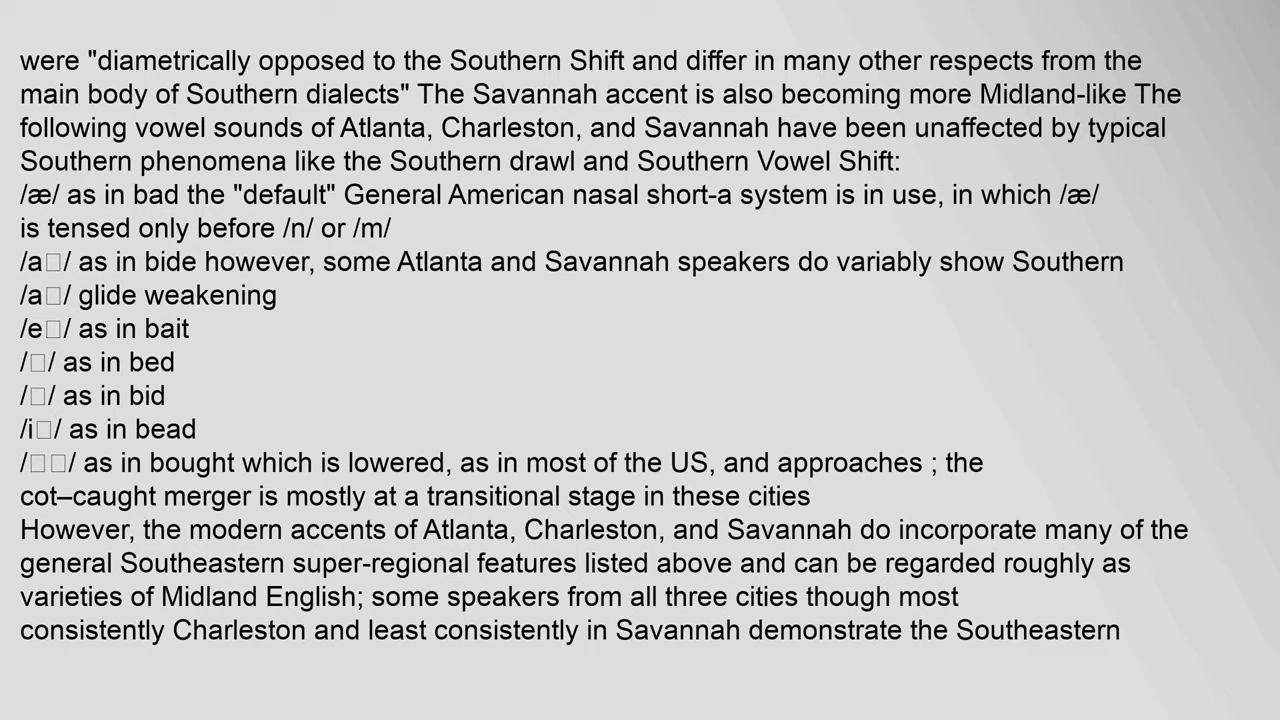 were "diametrically opposed to the Southern Shift and differ in many other respects from the
main body of Southern dialects" The Savannah accent is also becoming more Midland-like The
following vowel sounds of Atlanta, Charleston, and Savannah have been unaffected by typical
Southern phenomena like the Southern drawl and Southern Vowel Shift:
/æ/ as in bad the "default" General American nasal short-a system is in use, in which /æ/
is tensed only before /n/ or /m/
/a□/ as in bide however, some Atlanta and Savannah speakers do variably show Southern
/a□/ glide weakening
/e□/ as in bait
/□/ as in bed
/□/ as in bid
/i□/ as in bead
/□□/ as in bought which is lowered, as in most of the US, and approaches ; the
cot–caught merger is mostly at a transitional stage in these cities
However, the modern accents of Atlanta, Charleston, and Savannah do incorporate many of the
general Southeastern super-regional features listed above and can be regarded roughly as
varieties of Midland English; some speakers from all three cities though most
consistently Charleston and least consistently in Savannah demonstrate the Southeastern